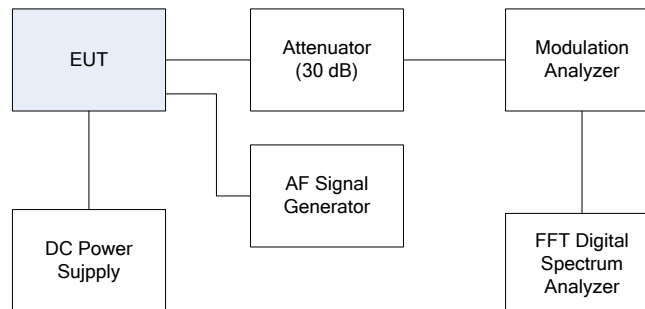 EUT
Attenuator
(30 dB)
Modulation
Analyzer
AF Signal
Generator
DC Power
Sujpply
FFT Digital
Spectrum
Analyzer